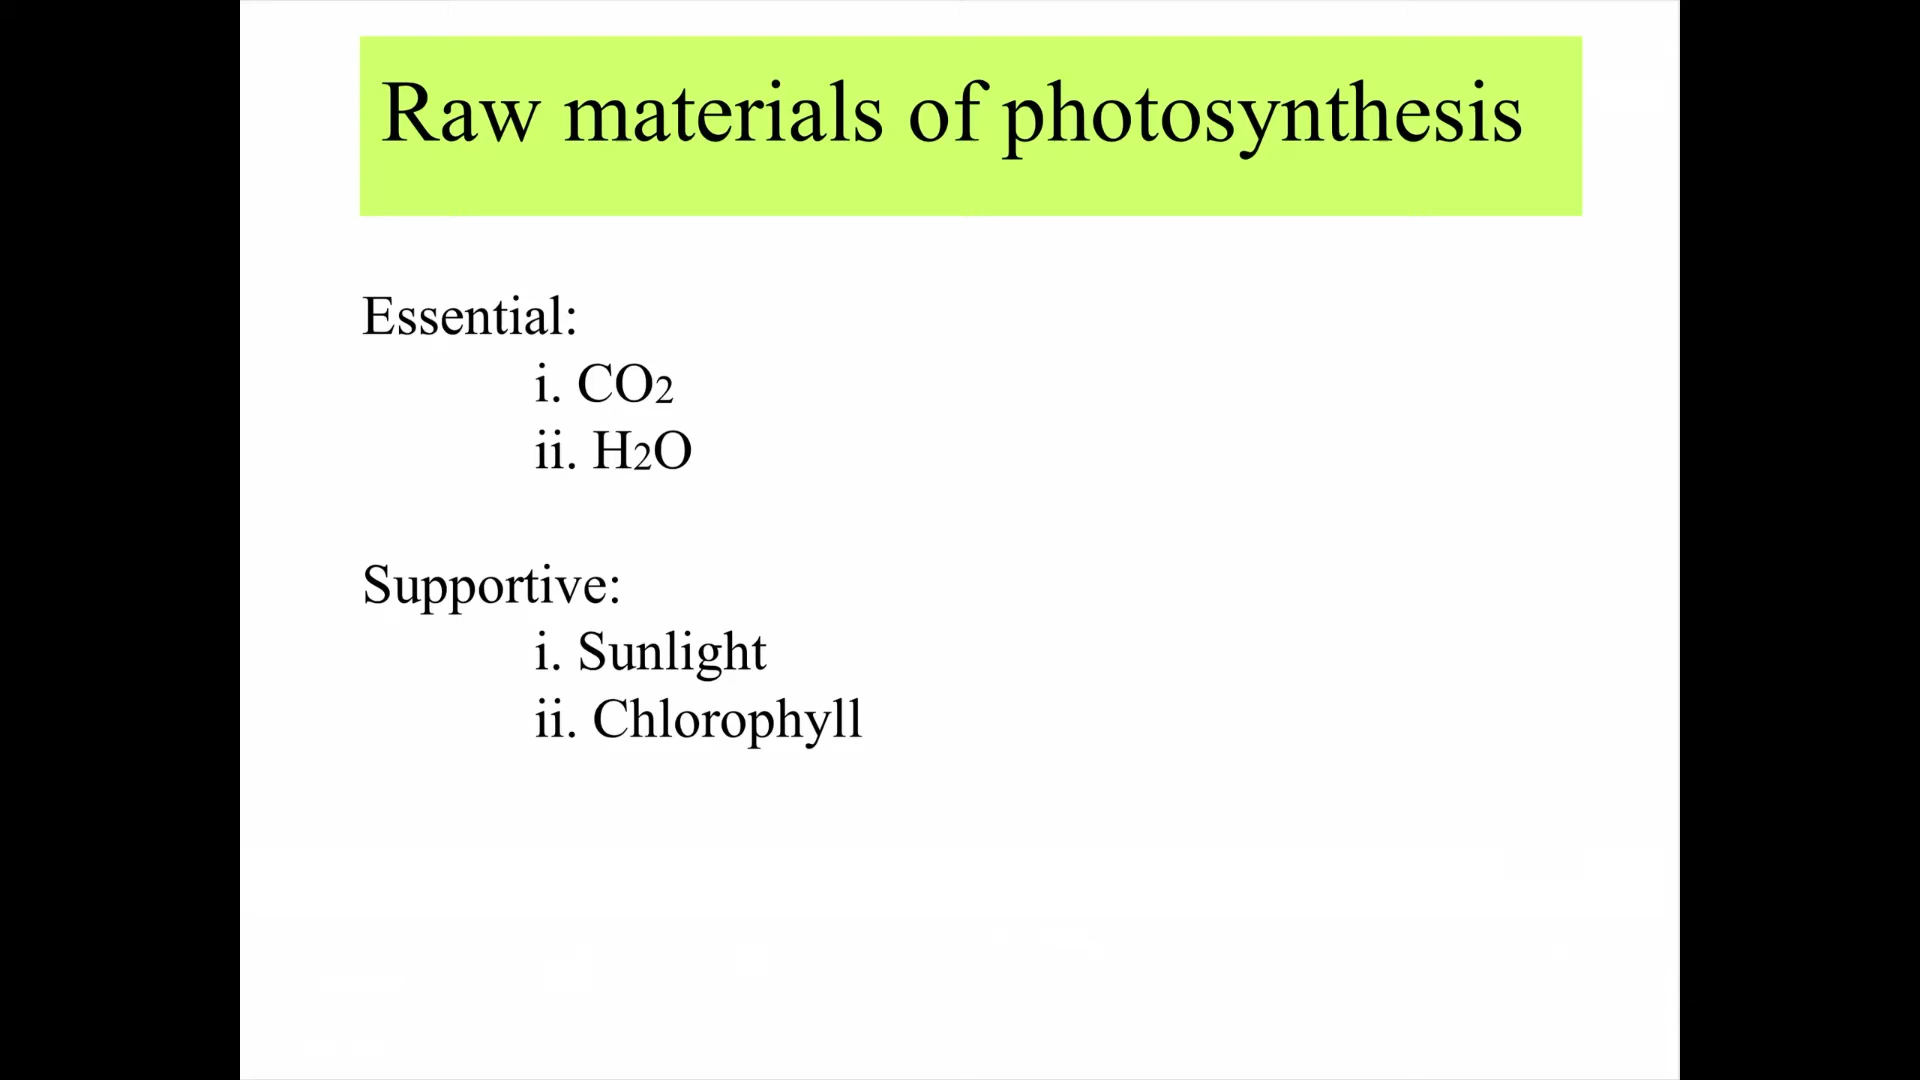 Raw materials of photosynthesis
Essential:
i. CO2
ii. H2O
Supportive:
i. Sunlight
ii. Chlorophyll